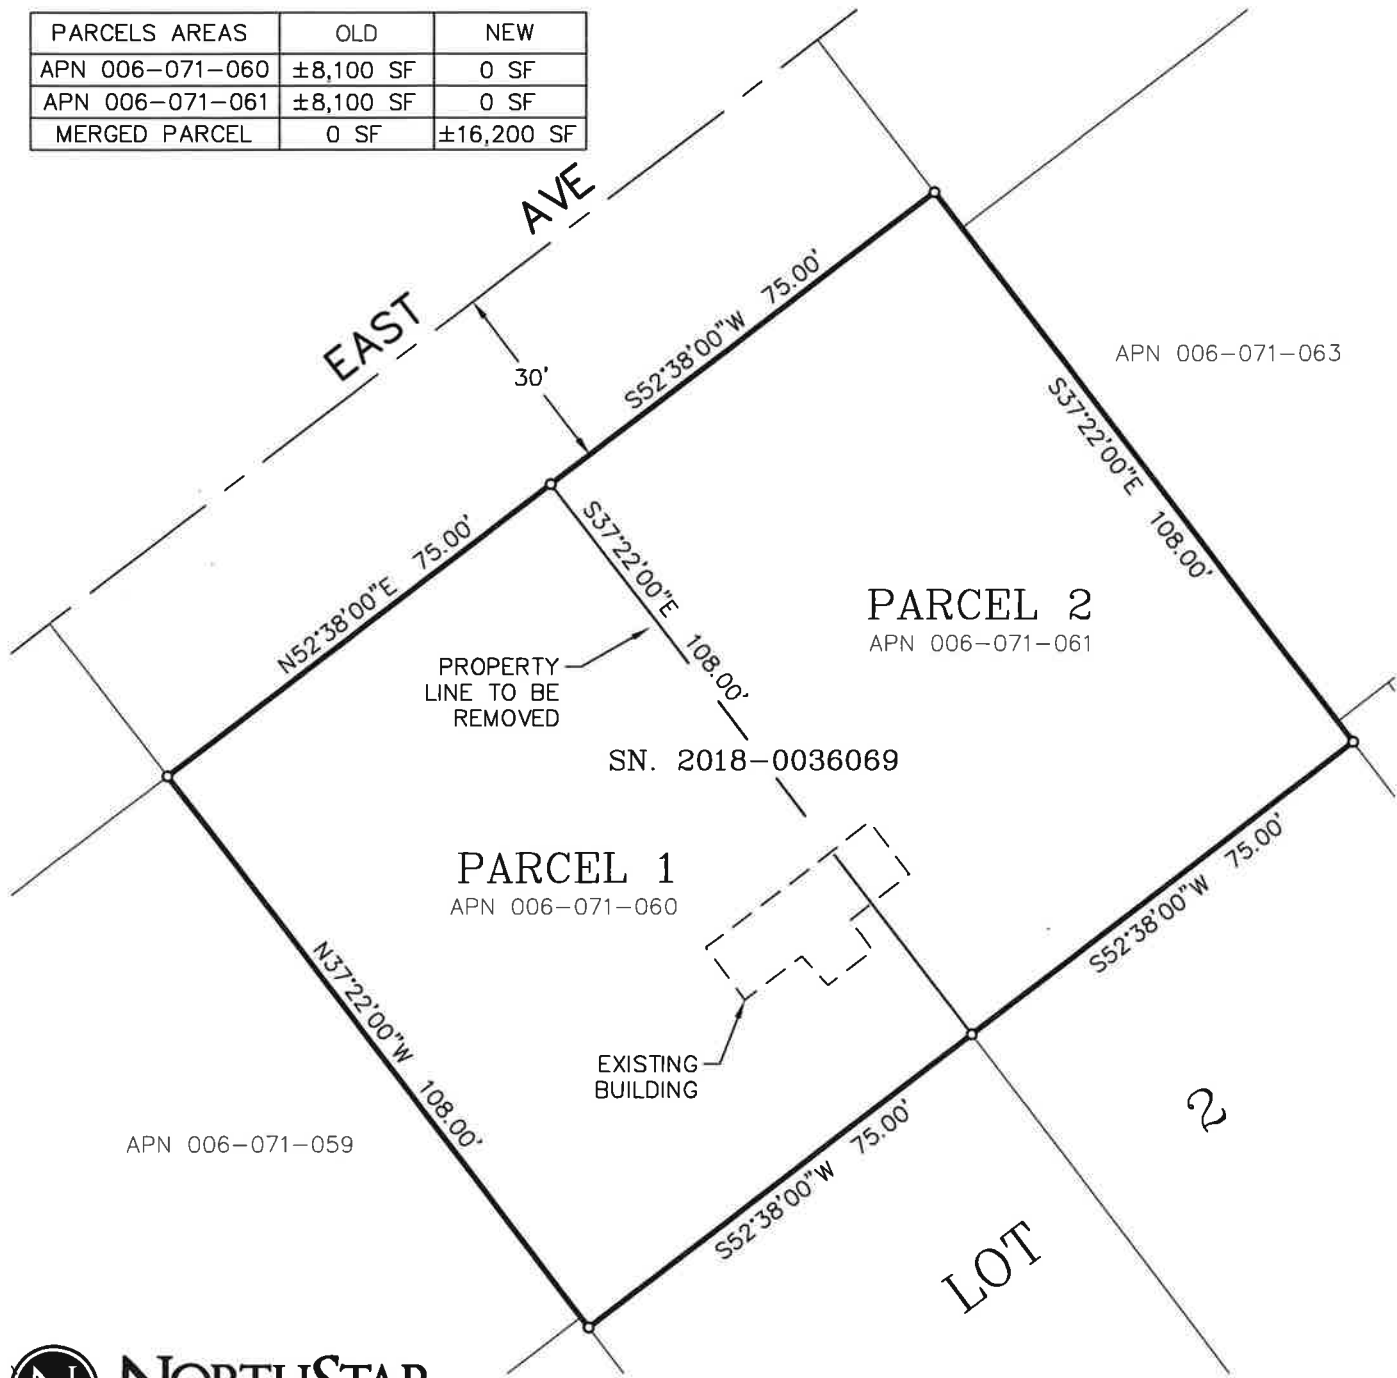 PARCELS AREAS OLD NEW
APN 006-071-060 ±8,100 SF 0 SF
APN 006-071-061 ±8,100 SF 0 SF
MERGED PARCEL 0 SF ±16,200 SF
EAST AVE
30'
S52°38'00"W 75.00'
APN 006-071-063
S37°22'00"E 108.00'
N52°38'00"E 75.00'
S37°22'00"E 108.00'
PARCEL 2
APN 006-071-061
PROPERTY
LINE TO BE
REMOVED
SN. 2018-0036069
PARCEL 1
APN 006-071-060
S52°38'00"W 75.00'
N37°22'00"W 108.00'
EXISTING
BUILDING
APN 006-071-059
S52°38'00"W 75.00'
LOT 2
NORTHSTAR